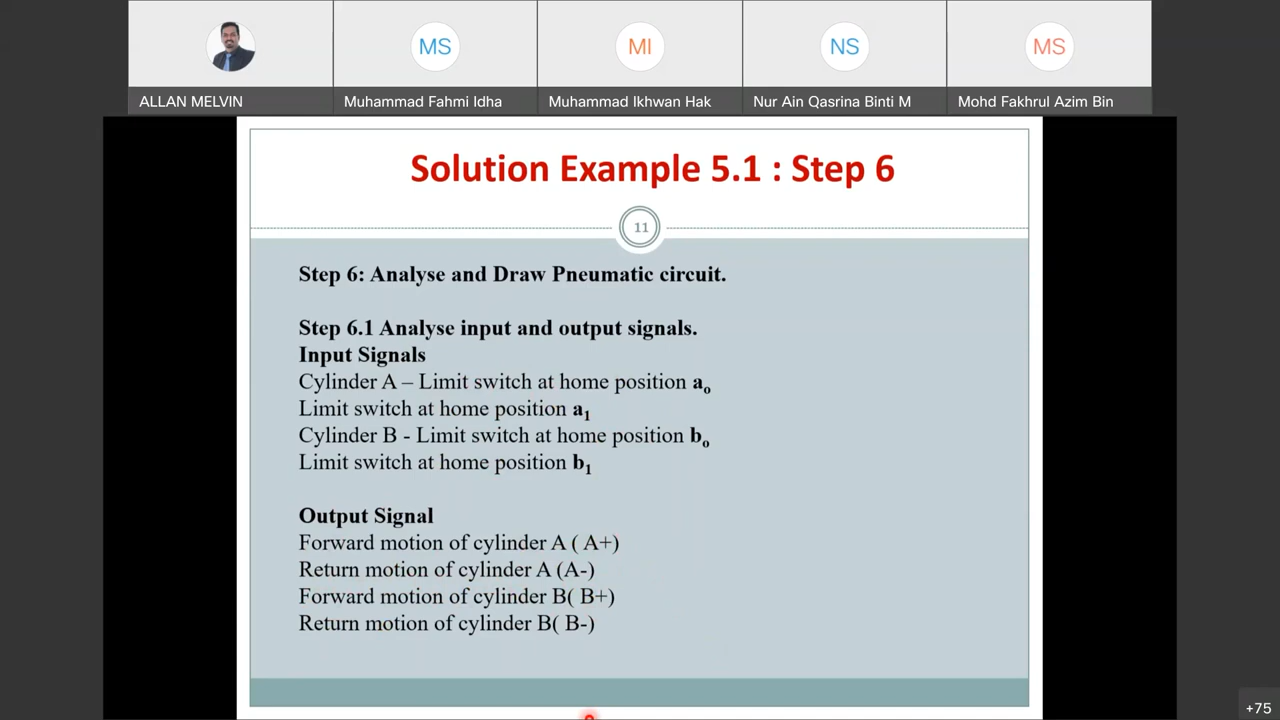 MS
MI
NS
MS
ALLAN MELVIN
Muhammad Fahmi Idha
Muhammad Ikhwan Hak
Nur Ain Qasrina Binti M
Mohd Fakhrul Azim Bin
Solution Example 5.1 : Step 6
11
Step 6: Analyse and Draw Pneumatic circuit.
Step 6.1 Analyse input and output signals.
Input Signals
Cylinder A – Limit switch at home position aₒ
Limit switch at home position a₁
Cylinder B - Limit switch at home position bₒ
Limit switch at home position b₁
Output Signal
Forward motion of cylinder A ( A+)
Return motion of cylinder A (A-)
Forward motion of cylinder B( B+)
Return motion of cylinder B( B-)
+75